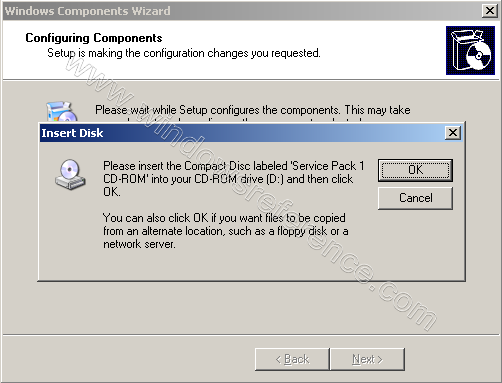 Windows Components Wizard
Configuring Components
Setup is making the configuration changes you requested.
Please wait while Setup configures the components. This may take
Insert Disk
Please insert the Compact Disc labeled 'Service Pack 1
CD-ROM' into your CD-ROM drive (D:) and then click
OK.
You can also click OK if you want files to be copied
from an alternate location, such as a floppy disk or a
network server.
OK
Cancel
< Back
Next >
www.windowsreference.com